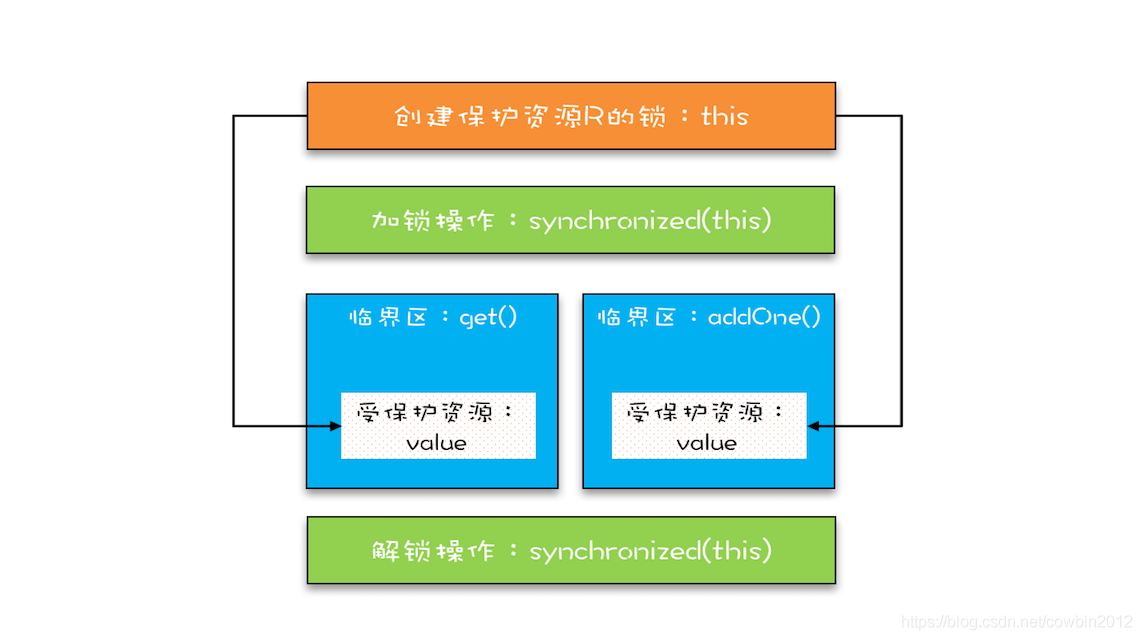 创建保护资源R的锁：this
加锁操作：synchronized(this)
临界区：get()
受保护资源：
value
临界区：addOne()
受保护资源：
value
解锁操作：synchronized(this)
https://blog.csdn.net/cowbin2012